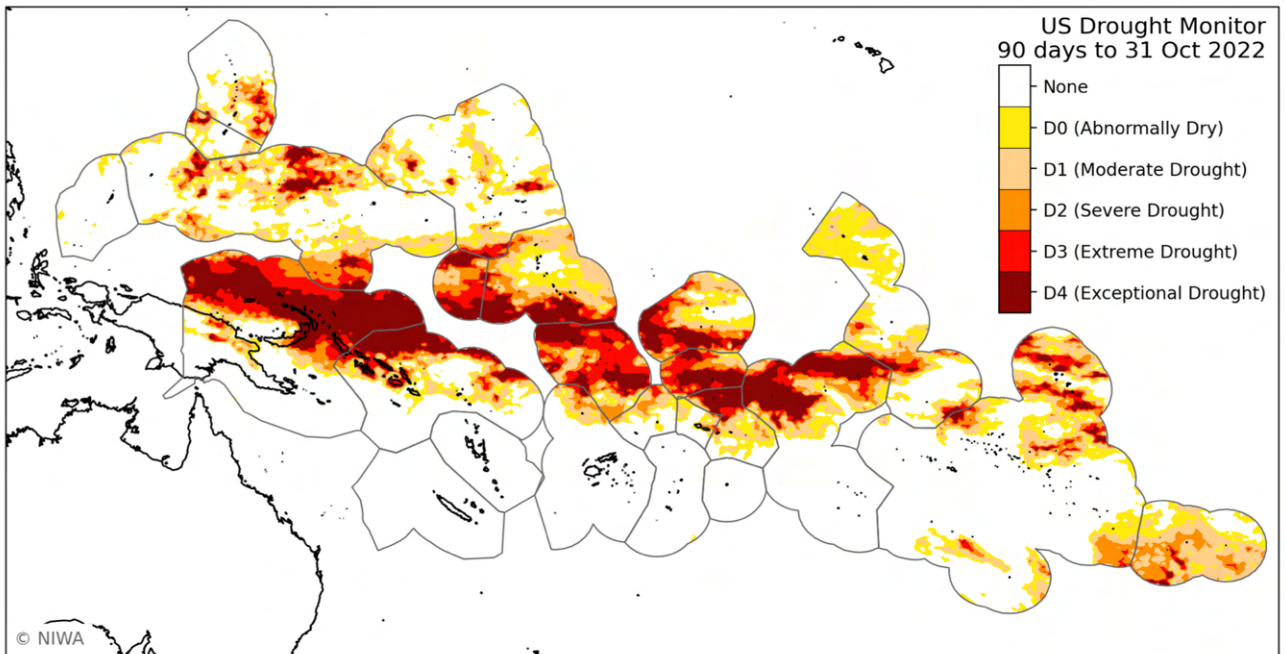 US Drought Monitor
90 days to 31 Oct 2022
None
D0 (Abnormally Dry)
D1 (Moderate Drought)
D2 (Severe Drought)
D3 (Extreme Drought)
D4 (Exceptional Drought)
© NIWA